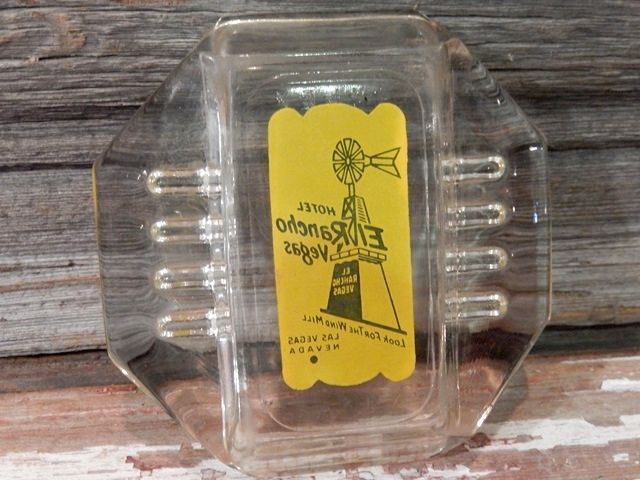 HOTEL
El Rancho
Vegas
EL
RANCHO
VEGAS
LOOK FOR THE WIND MILL
LAS VEGAS
NEVADA